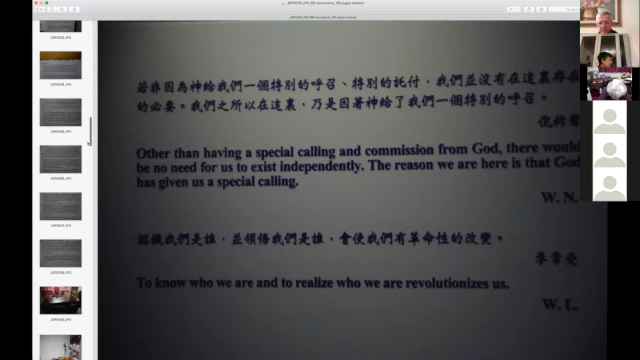 若非因為神給我們一個特別的呼召、特別的託付，我們並沒有在這裏存在
的必要。我們之所以在這裏，乃是因著神給了我們一個特別的呼召。
倪柝聲
Other than having a special calling and commission from God, there would
be no need for us to exist independently. The reason we are here is that God
has given us a special calling.
W. N.
認識我們是誰，並領悟我們是誰，會使我們有革命性的改變。
李常受
To know who we are and to realize who we are revolutionizes us.
W. L.